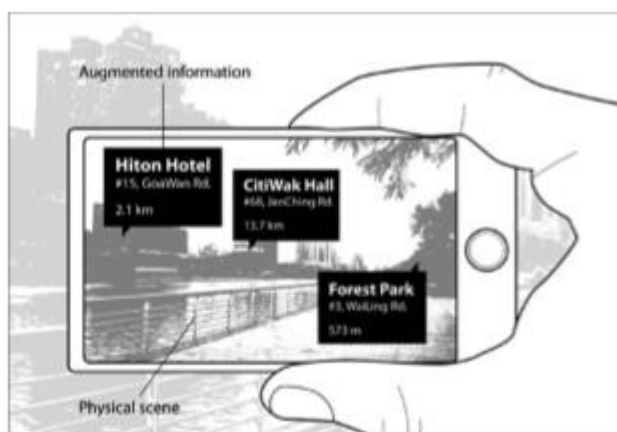 Augmented information
Hiton Hotel
#15, GoaWan Rd.
2.1 km
CitiWak Hall
#68, JanChing Rd.
13.7 km
Forest Park
#3, WaiLing Rd.
573 m
Physical scene